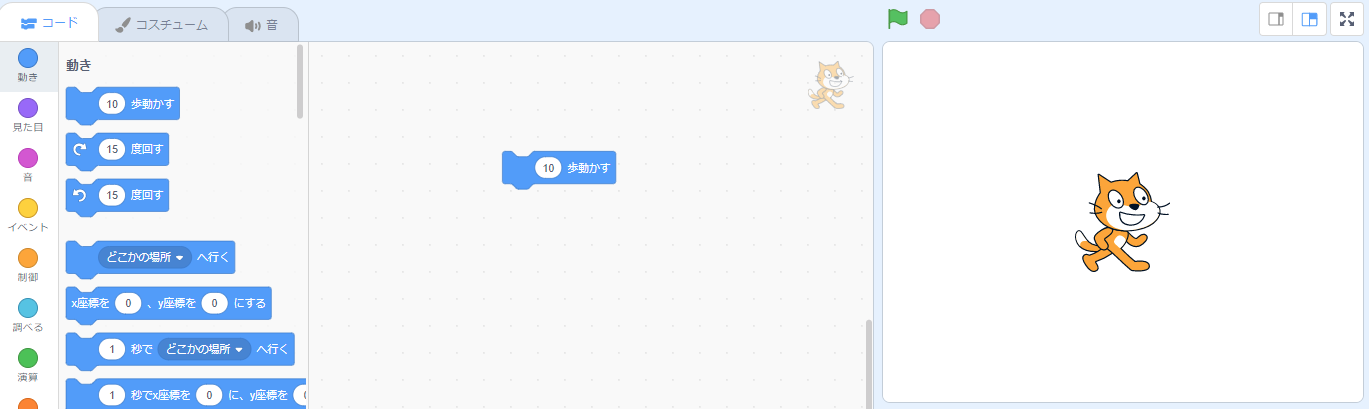 コード
コスチューム
音
動き
見た目
音
イベント
制御
調べる
演算
動き
10 歩動かす
15 度回す
15 度回す
どこかの場所 へ行く
x座標を 0 、y座標を 0 にする
1 秒で どこかの場所 へ行く
1 秒でx座標を 0 に、y座標を
10 歩動かす